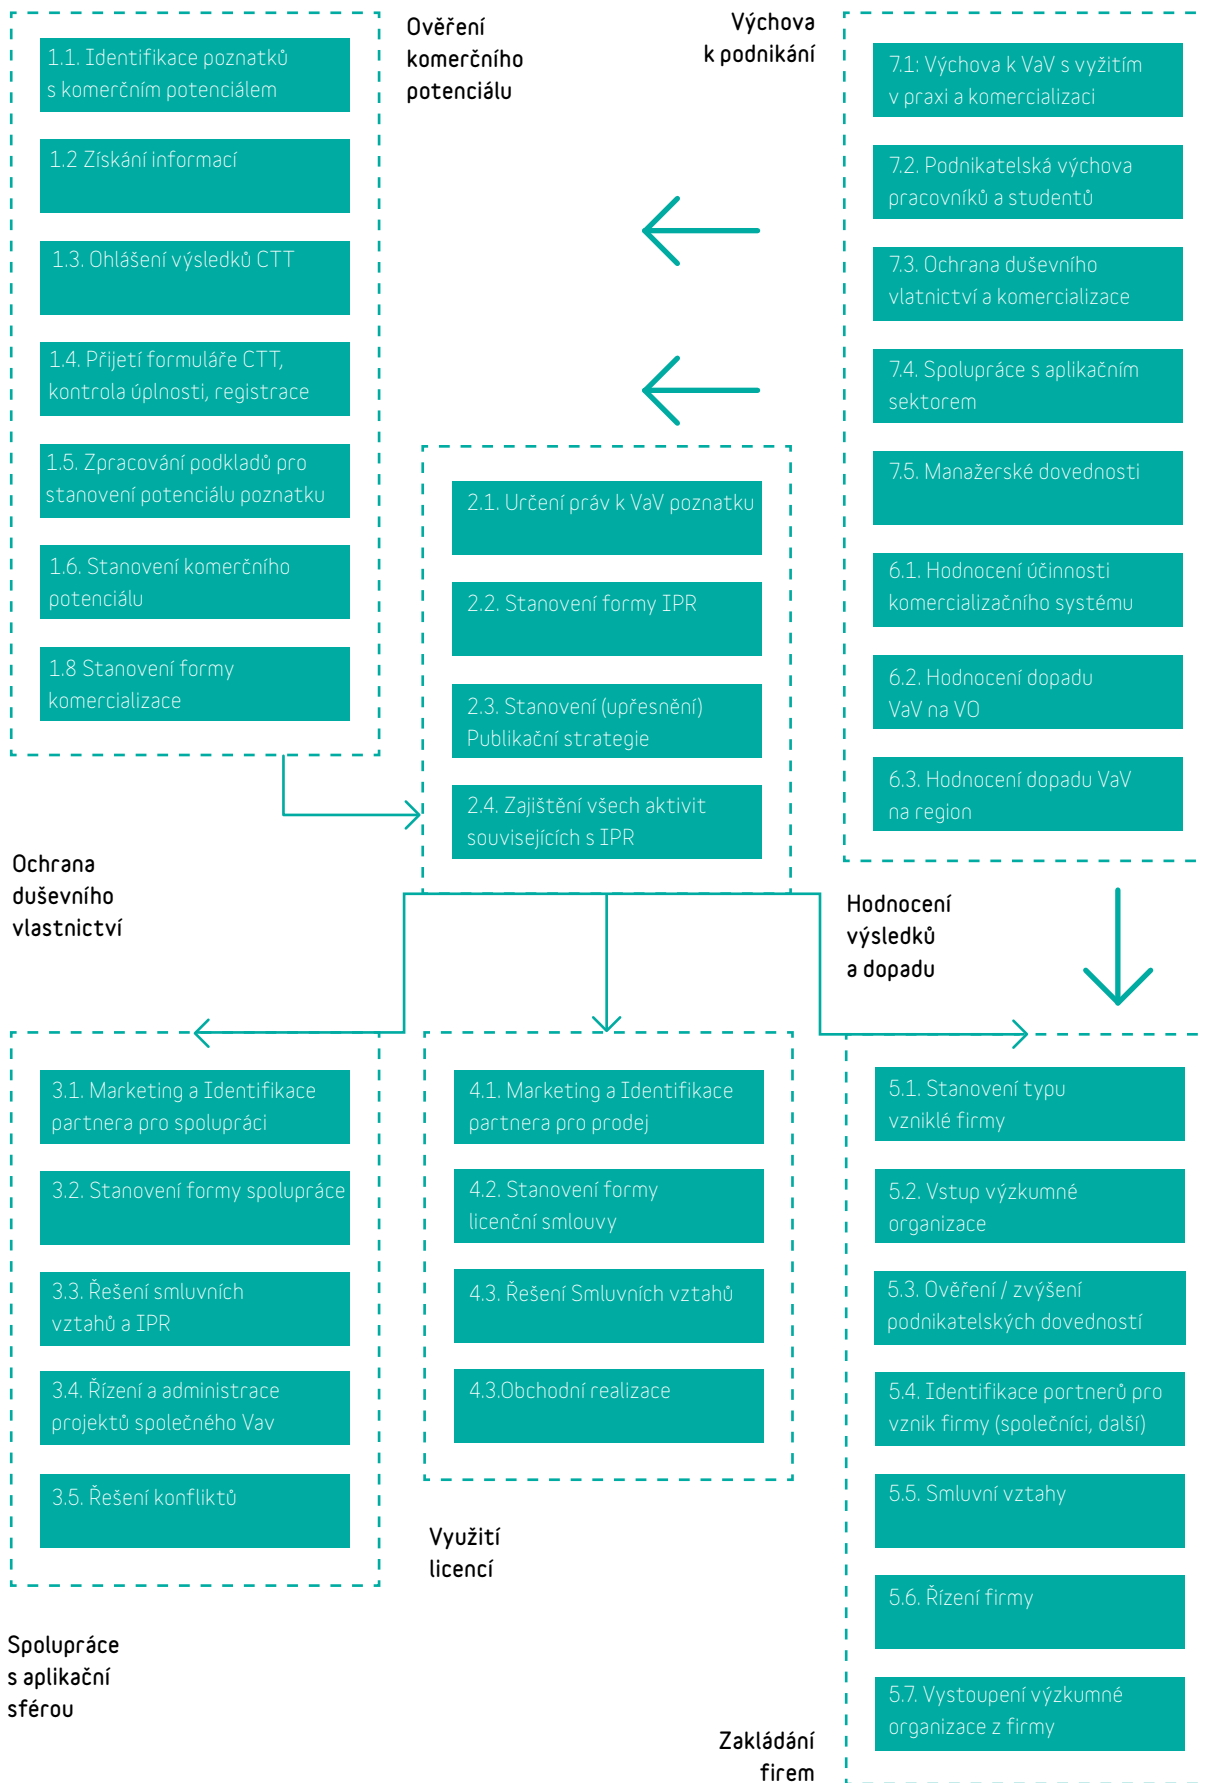 Ověření
komerčního
potenciálu
1.1. Identifikace poznatků
s komerčním potenciálem
1.2 Získání informací
1.3. Ohlášení výsledků CTT
1.4. Přijetí formuláře CTT,
kontrola úplnosti, registrace
1.5. Zpracování podkladů pro
stanovení potenciálu poznatku
1.6. Stanovení komerčního
potenciálu
1.8 Stanovení formy
komercializace
Výchova
k podnikání
7.1: Výchova k VaV s vyžitím
v praxi a komercializaci
7.2. Podnikatelská výchova
pracovníků a studentů
7.3. Ochrana duševního
vlatnictví a komercializace
7.4. Spolupráce s aplikačním
sektorem
7.5. Manažerské dovednosti
6.1. Hodnocení účinnosti
komercializačního systému
6.2. Hodnocení dopadu
VaV na VO
6.3. Hodnocení dopadu VaV
na region
2.1. Určení práv k VaV poznatku
2.2. Stanovení formy IPR
2.3. Stanovení (upřesnění)
Publikační strategie
2.4. Zajištění všech aktivit
souvisejících s IPR
Ochrana
duševního
vlastnictví
Hodnocení
výsledků
a dopadu
3.1. Marketing a Identifikace
partnera pro spolupráci
3.2. Stanovení formy spolupráce
3.3. Řešení smluvních
vztahů a IPR
3.4. Řízení a administrace
projektů společného Vav
3.5. Řešení konfliktů
4.1. Marketing a Identifikace
partnera pro prodej
4.2. Stanovení formy
licenční smlouvy
4.3. Řešení Smluvních vztahů
4.3.Obchodní realizace
5.1. Stanovení typu
vzniklé firmy
5.2. Vstup výzkumné
organizace
5.3. Ověření / zvýšení
podnikatelských dovedností
5.4. Identifikace portnerů pro
vznik firmy (společníci, další)
5.5. Smluvní vztahy
5.6. Řízení firmy
5.7. Vystoupení výzkumné
organizace z firmy
Využití
licencí
Spolupráce
s aplikační
sférou
Zakládání
firem